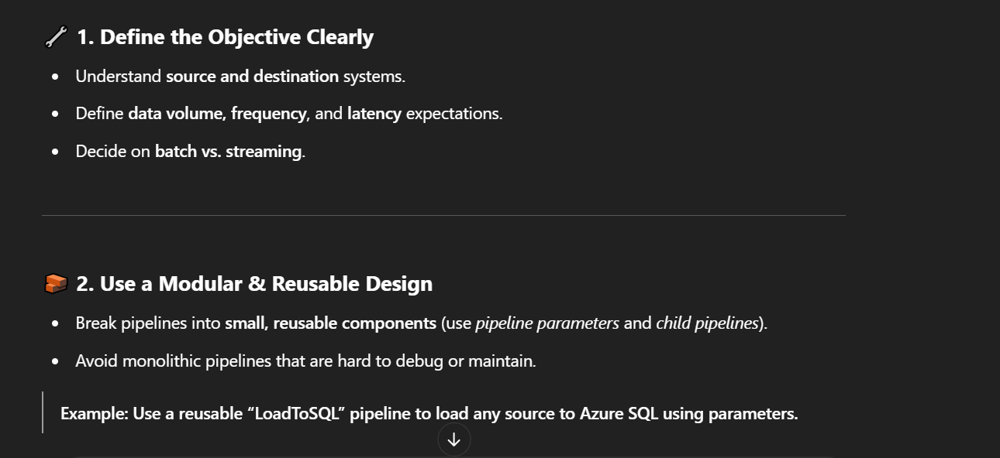 1. Define the Objective Clearly
Understand source and destination systems.
Define data volume, frequency, and latency expectations.
Decide on batch vs. streaming.
2. Use a Modular & Reusable Design
Break pipelines into small, reusable components (use pipeline parameters and child pipelines).
Avoid monolithic pipelines that are hard to debug or maintain.
Example: Use a reusable “LoadToSQL” pipeline to load any source to Azure SQL using parameters.